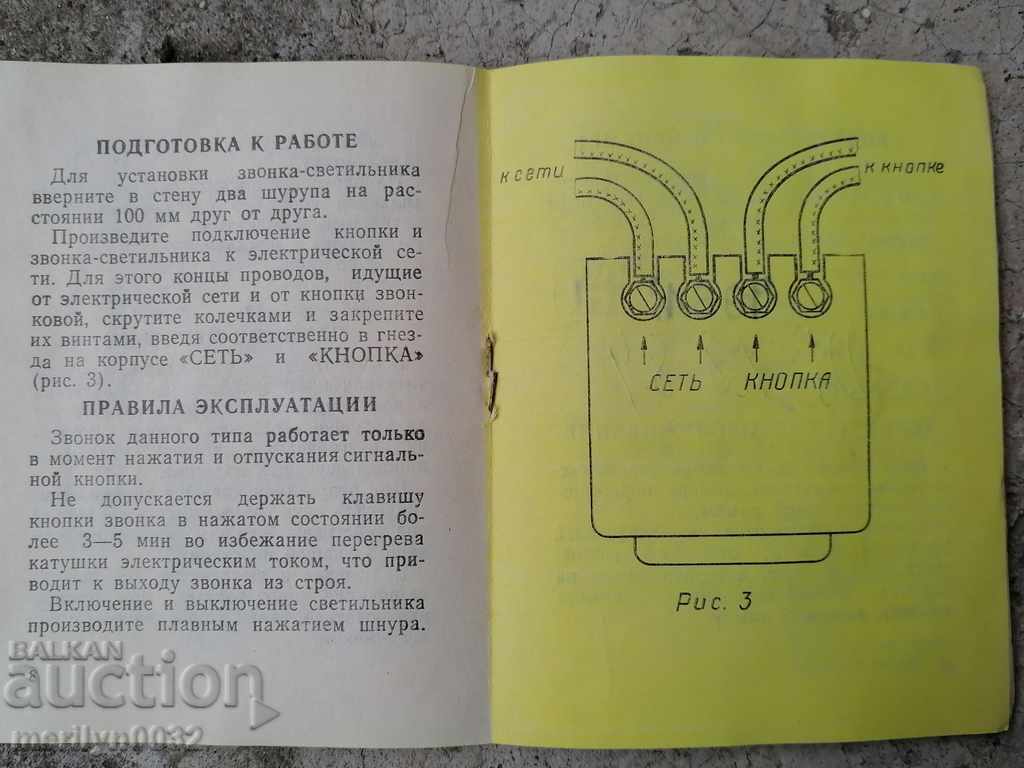 ПОДГОТОВКА К РАБОТЕ
Для установки звонка-светильника
вверните в стену два шурупа на рас-
стоянии 100 мм друг от друга.
Произведите подключение кнопки и
звонка-светильника к электрической се-
ти. Для этого концы проводов, идущие
от электрической сети и от кнопки звон-
ковой, скрутите колечками и закрепите
их винтами, введя соответственно в гнез-
да на корпусе «СЕТЬ» и «КНОПКА»
(рис. 3).
ПРАВИЛА ЭКСПЛУАТАЦИИ
Звонок данного типа работает только
в момент нажатия и отпускания сигналь-
ной кнопки.
Не допускается держать клавишу
кнопки звонка в нажатом состоянии бо-
лее 3—5 мин во избежание перегрева
катушки электрическим током, что при-
водит к выходу звонка из строя.
Включение и выключение светильника
производите плавным нажатием шнура.
8
К СЕТИ
К КНОПКЕ
СЕТЬ КНОПКА
Рис. 3
BALKAN
auction
merilyn0032